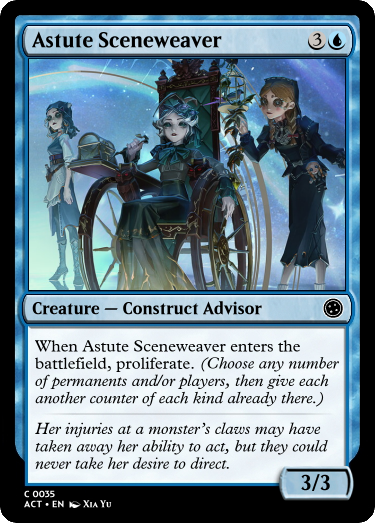 Astute Sceneweaver 3
Creature — Construct Advisor
When Astute Sceneweaver enters the
battlefield, proliferate. (Choose any number
of permanents and/or players, then give each
another counter of each kind already there.)
Her injuries at a monster's claws may have
taken away her ability to act, but they could
never take her desire to direct.
3/3
C 0035
ACT • EN Xia Yu